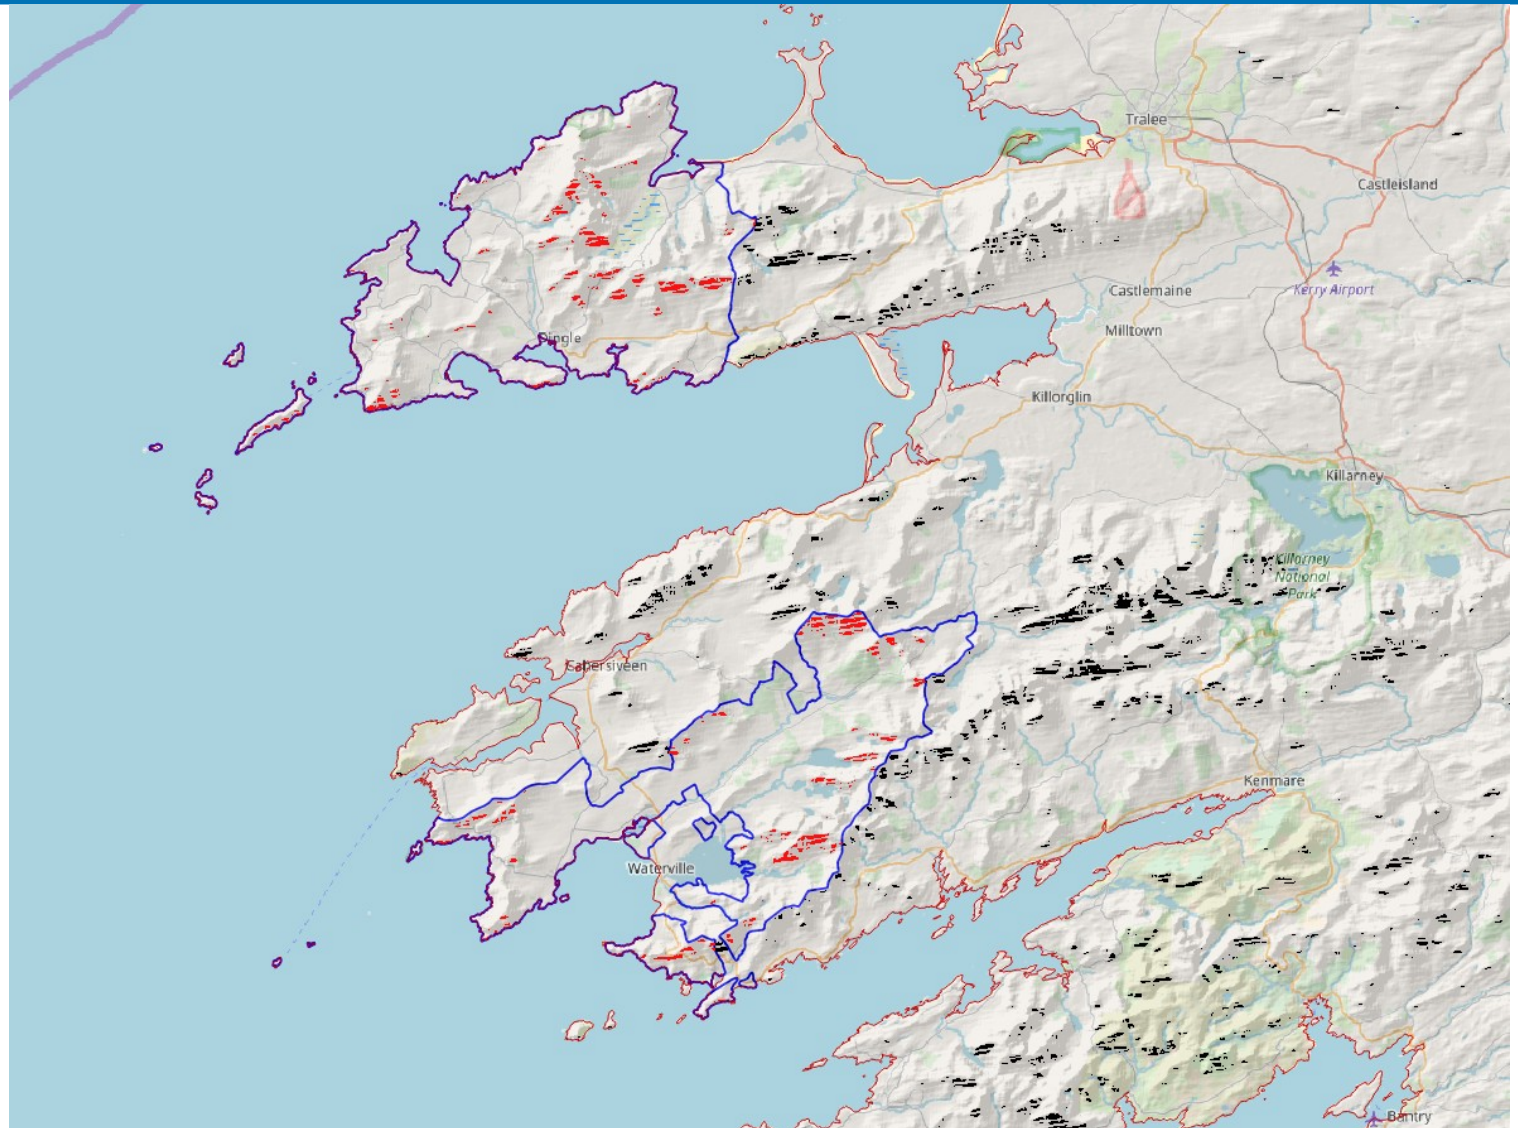 Tralee
Castleisland
Kerry Airport
Castlemaine
Milltown
Dingle
Killorglin
Killarney
Killarney
National
Park
Cahersiveen
Kenmare
Waterville
Bantry